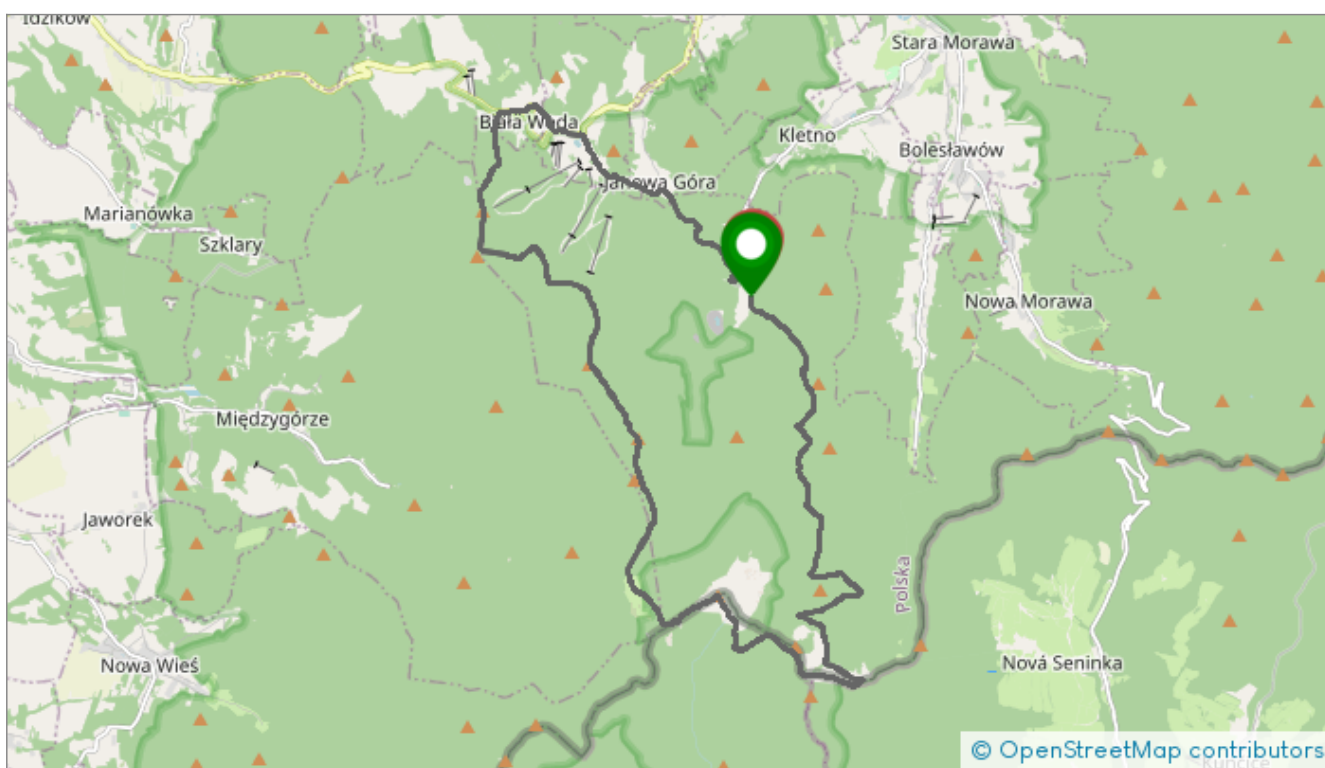 Idzików
Stara Morawa
Biała Woda
Kletno
Bolesławów
Janowa Góra
Marianówka
Szklary
Nowa Morawa
Międzygórze
Jaworek
Polska
Nowa Wieś
Nová Seninka
© OpenStreetMap contributors